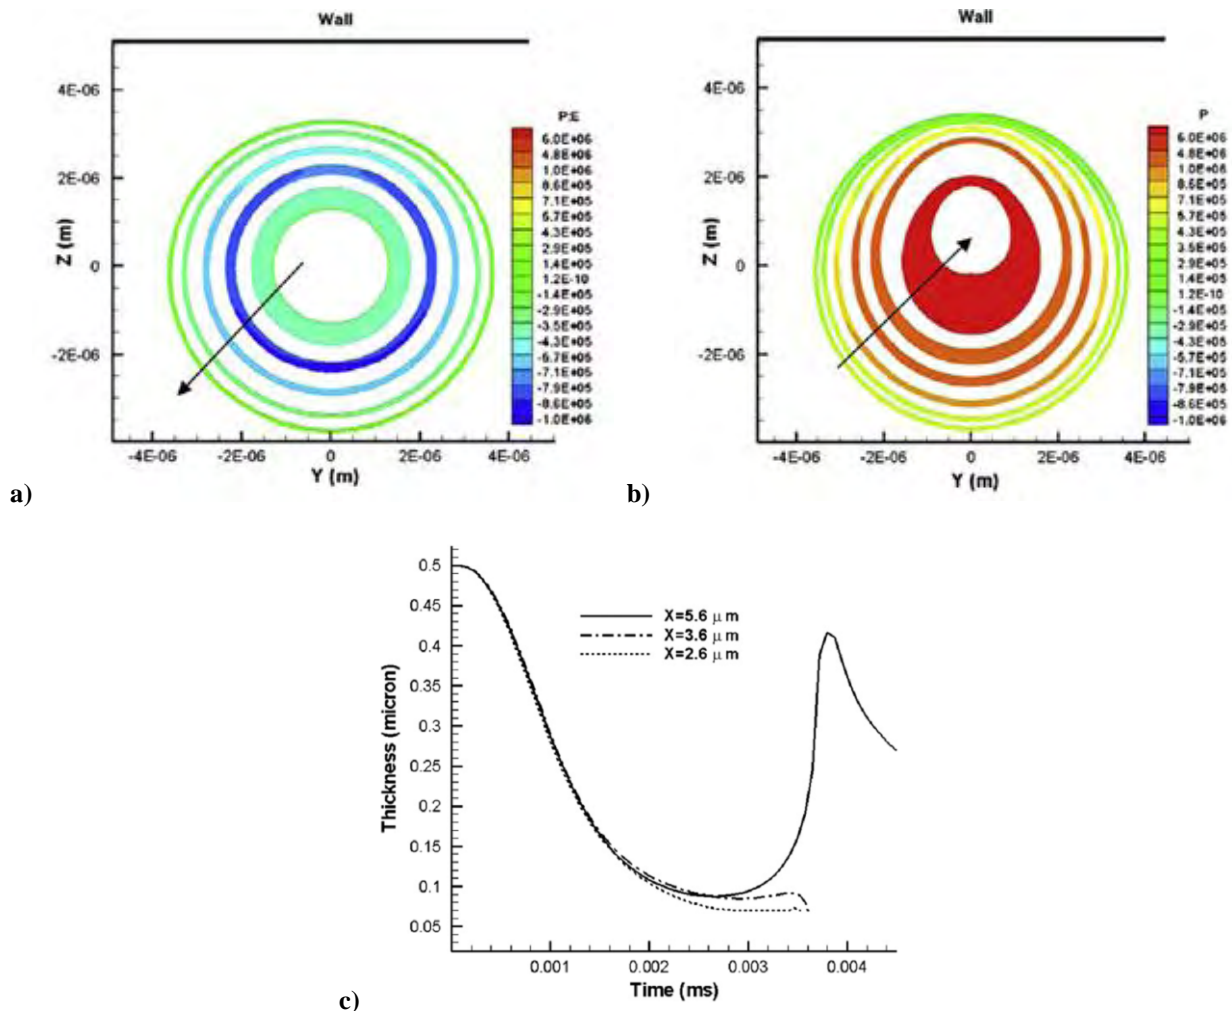 a)
Wall
Z (m)
4E-06
2E-06
0
-2E-06
-4E-06 -2E-06 0 2E-06 4E-06
Y (m)
P:E
6.0E+06
4.8E+06
1.0E+06
8.6E+05
7.1E+05
5.7E+05
4.3E+05
2.9E+05
1.4E+05
1.2E-10
-1.4E+05
-2.9E+05
-3.5E+05
-4.3E+05
-5.7E+05
-7.1E+05
-7.9E+05
-8.6E+05
-1.0E+06
b)
Wall
Z (m)
4E-06
2E-06
0
-2E-06
-4E-06 -2E-06 0 2E-06 4E-06
Y (m)
P
6.0E+06
4.8E+06
1.0E+06
8.6E+05
7.1E+05
5.7E+05
4.3E+05
3.5E+05
2.9E+05
1.4E+05
1.2E-10
-1.4E+05
-2.9E+05
-4.3E+05
-5.7E+05
-7.1E+05
-7.9E+05
-8.6E+05
-1.0E+06
c)
Thickness (micron)
0.5
0.45
0.4
0.35
0.3
0.25
0.2
0.15
0.1
0.05
X=5.6 μ m
X=3.6 μ m
X=2.6 μ m
0.001 0.002 0.003 0.004
Time (ms)